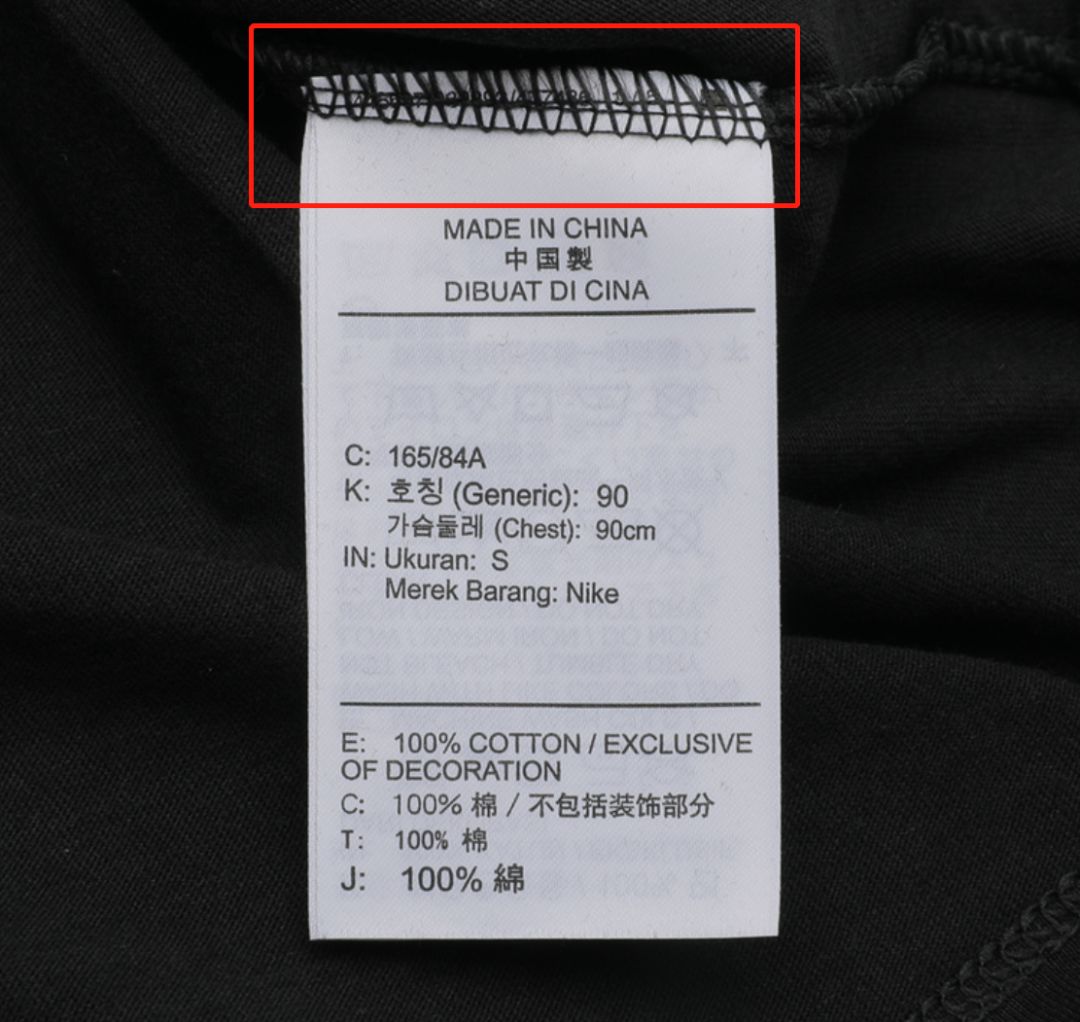 MADE IN CHINA
中国製
DIBUAT DI CINA
C: 165/84A
K: 호칭 (Generic): 90
가슴둘레 (Chest): 90cm
IN: Ukuran: S
Merek Barang: Nike
E: 100% COTTON / EXCLUSIVE
OF DECORATION
C: 100% 棉 / 不包括装饰部分
T: 100% 棉
J: 100% 綿